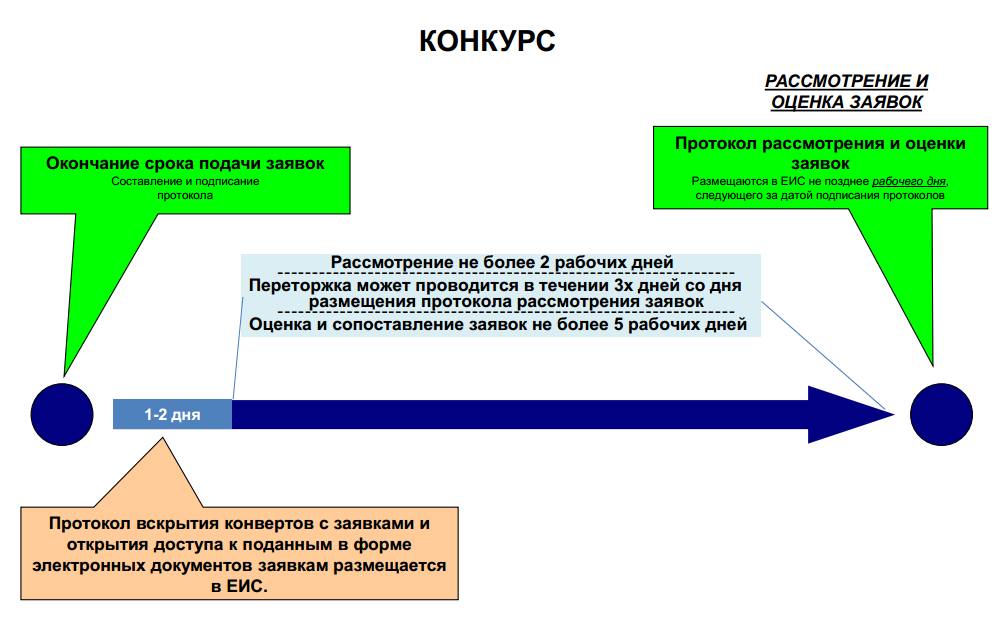 КОНКУРС
РАССМОТРЕНИЕ И
ОЦЕНКА ЗАЯВОК
Окончание срока подачи заявок
Составление и подписание
протокола
Протокол рассмотрения и оценки
заявок
Размещаются в ЕИС не позднее рабочего дня,
следующего за датой подписания протоколов
Рассмотрение не более 2 рабочих дней
Переторжка может проводится в течении 3х дней со дня
размещения протокола рассмотрения заявок
Оценка и сопоставление заявок не более 5 рабочих дней
1-2 дня
Протокол вскрытия конвертов с заявками и
открытия доступа к поданным в форме
электронных документов заявкам размещается
в ЕИС.